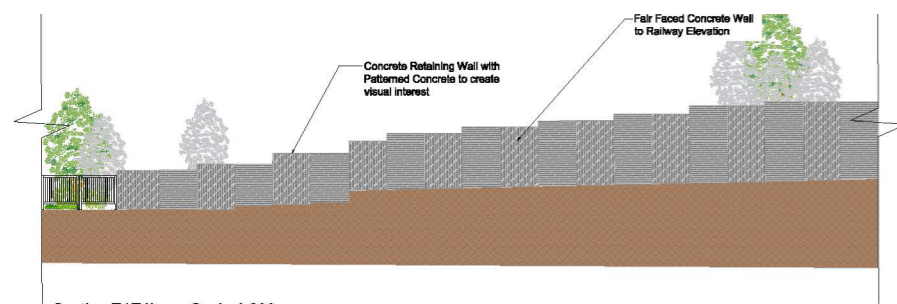 Fair Faced Concrete Wall
to Railway Elevation
Concrete Retaining Wall with
Patterned Concrete to create
visual interest